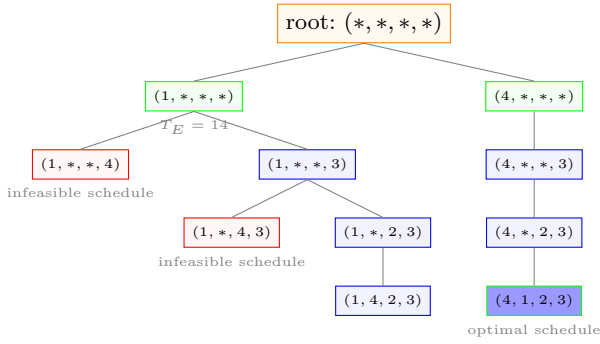 root: (∗, ∗, ∗, ∗)
(1, ∗, ∗, ∗)
(4, ∗, ∗, ∗)
T_E = 14
(1, ∗, ∗, 4)
(1, ∗, ∗, 3)
(4, ∗, ∗, 3)
infeasible schedule
(1, ∗, 4, 3)
(1, ∗, 2, 3)
(4, ∗, 2, 3)
infeasible schedule
(1, 4, 2, 3)
(4, 1, 2, 3)
optimal schedule